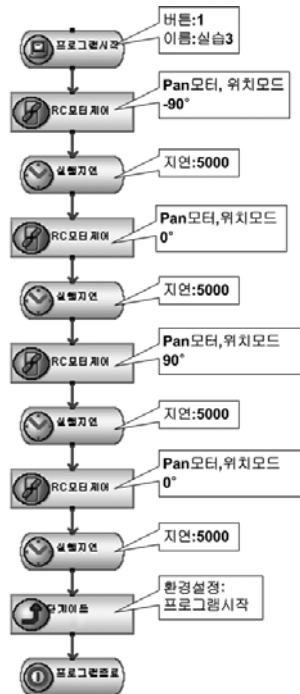 버튼:1
이름:실습3
프로그램시작
Pan모터, 위치모드
-90°
RC모터제어
지연:5000
실행지연
Pan모터,위치모드
0°
RC모터제어
지연:5000
실행지연
Pan모터,위치모드
90°
RC모터제어
지연:5000
실행지연
Pan모터,위치모드
0°
RC모터제어
지연:5000
실행지연
환경설정:
프로그램시작
단계이동
프로그램종료